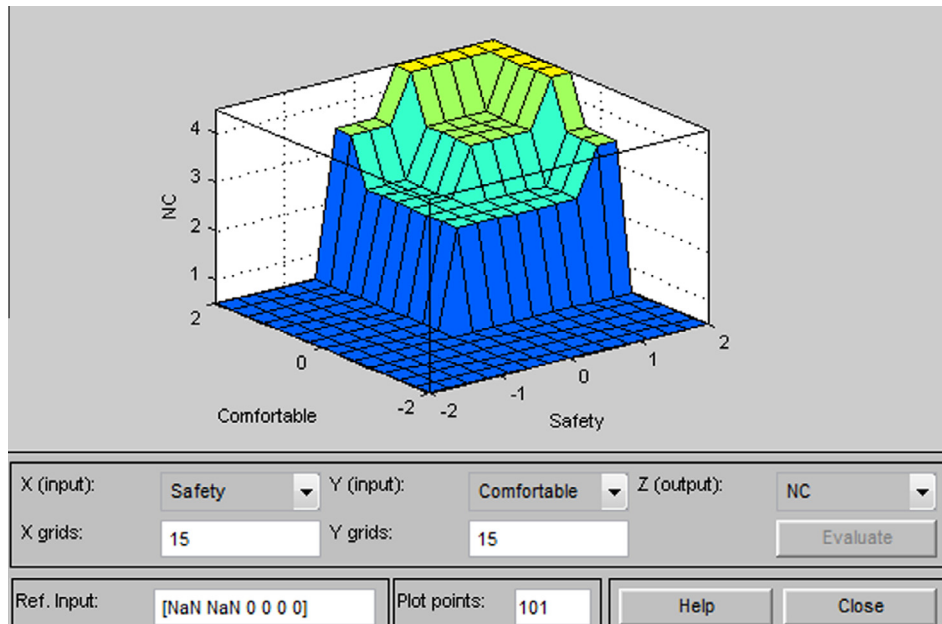 4
3
2
1
NC
2
0
-2
Comfortable
-2
-1
0
1
2
Safety
X (input):
Safety
Y (input):
Comfortable
Z (output):
NC
X grids:
15
Y grids:
15
Evaluate
Ref. Input:
[NaN NaN 0 0 0 0]
Plot points:
101
Help
Close